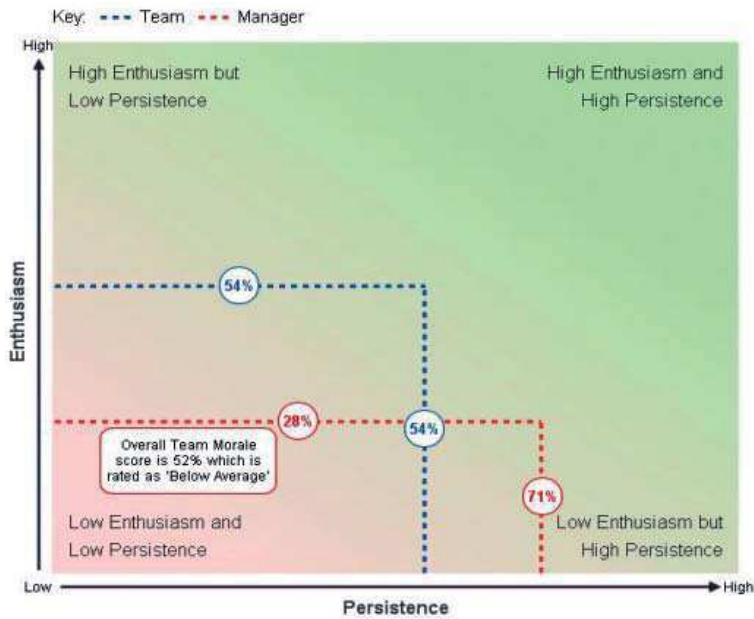 Key: Team Manager
High
High Enthusiasm but
Low Persistence
High Enthusiasm and
High Persistence
Enthusiasm
54%
28%
54%
Overall Team Morale
score is 52% which is
rated as 'Below Average'
71%
Low Enthusiasm and
Low Persistence
Low Enthusiasm but
High Persistence
Low
High
Persistence